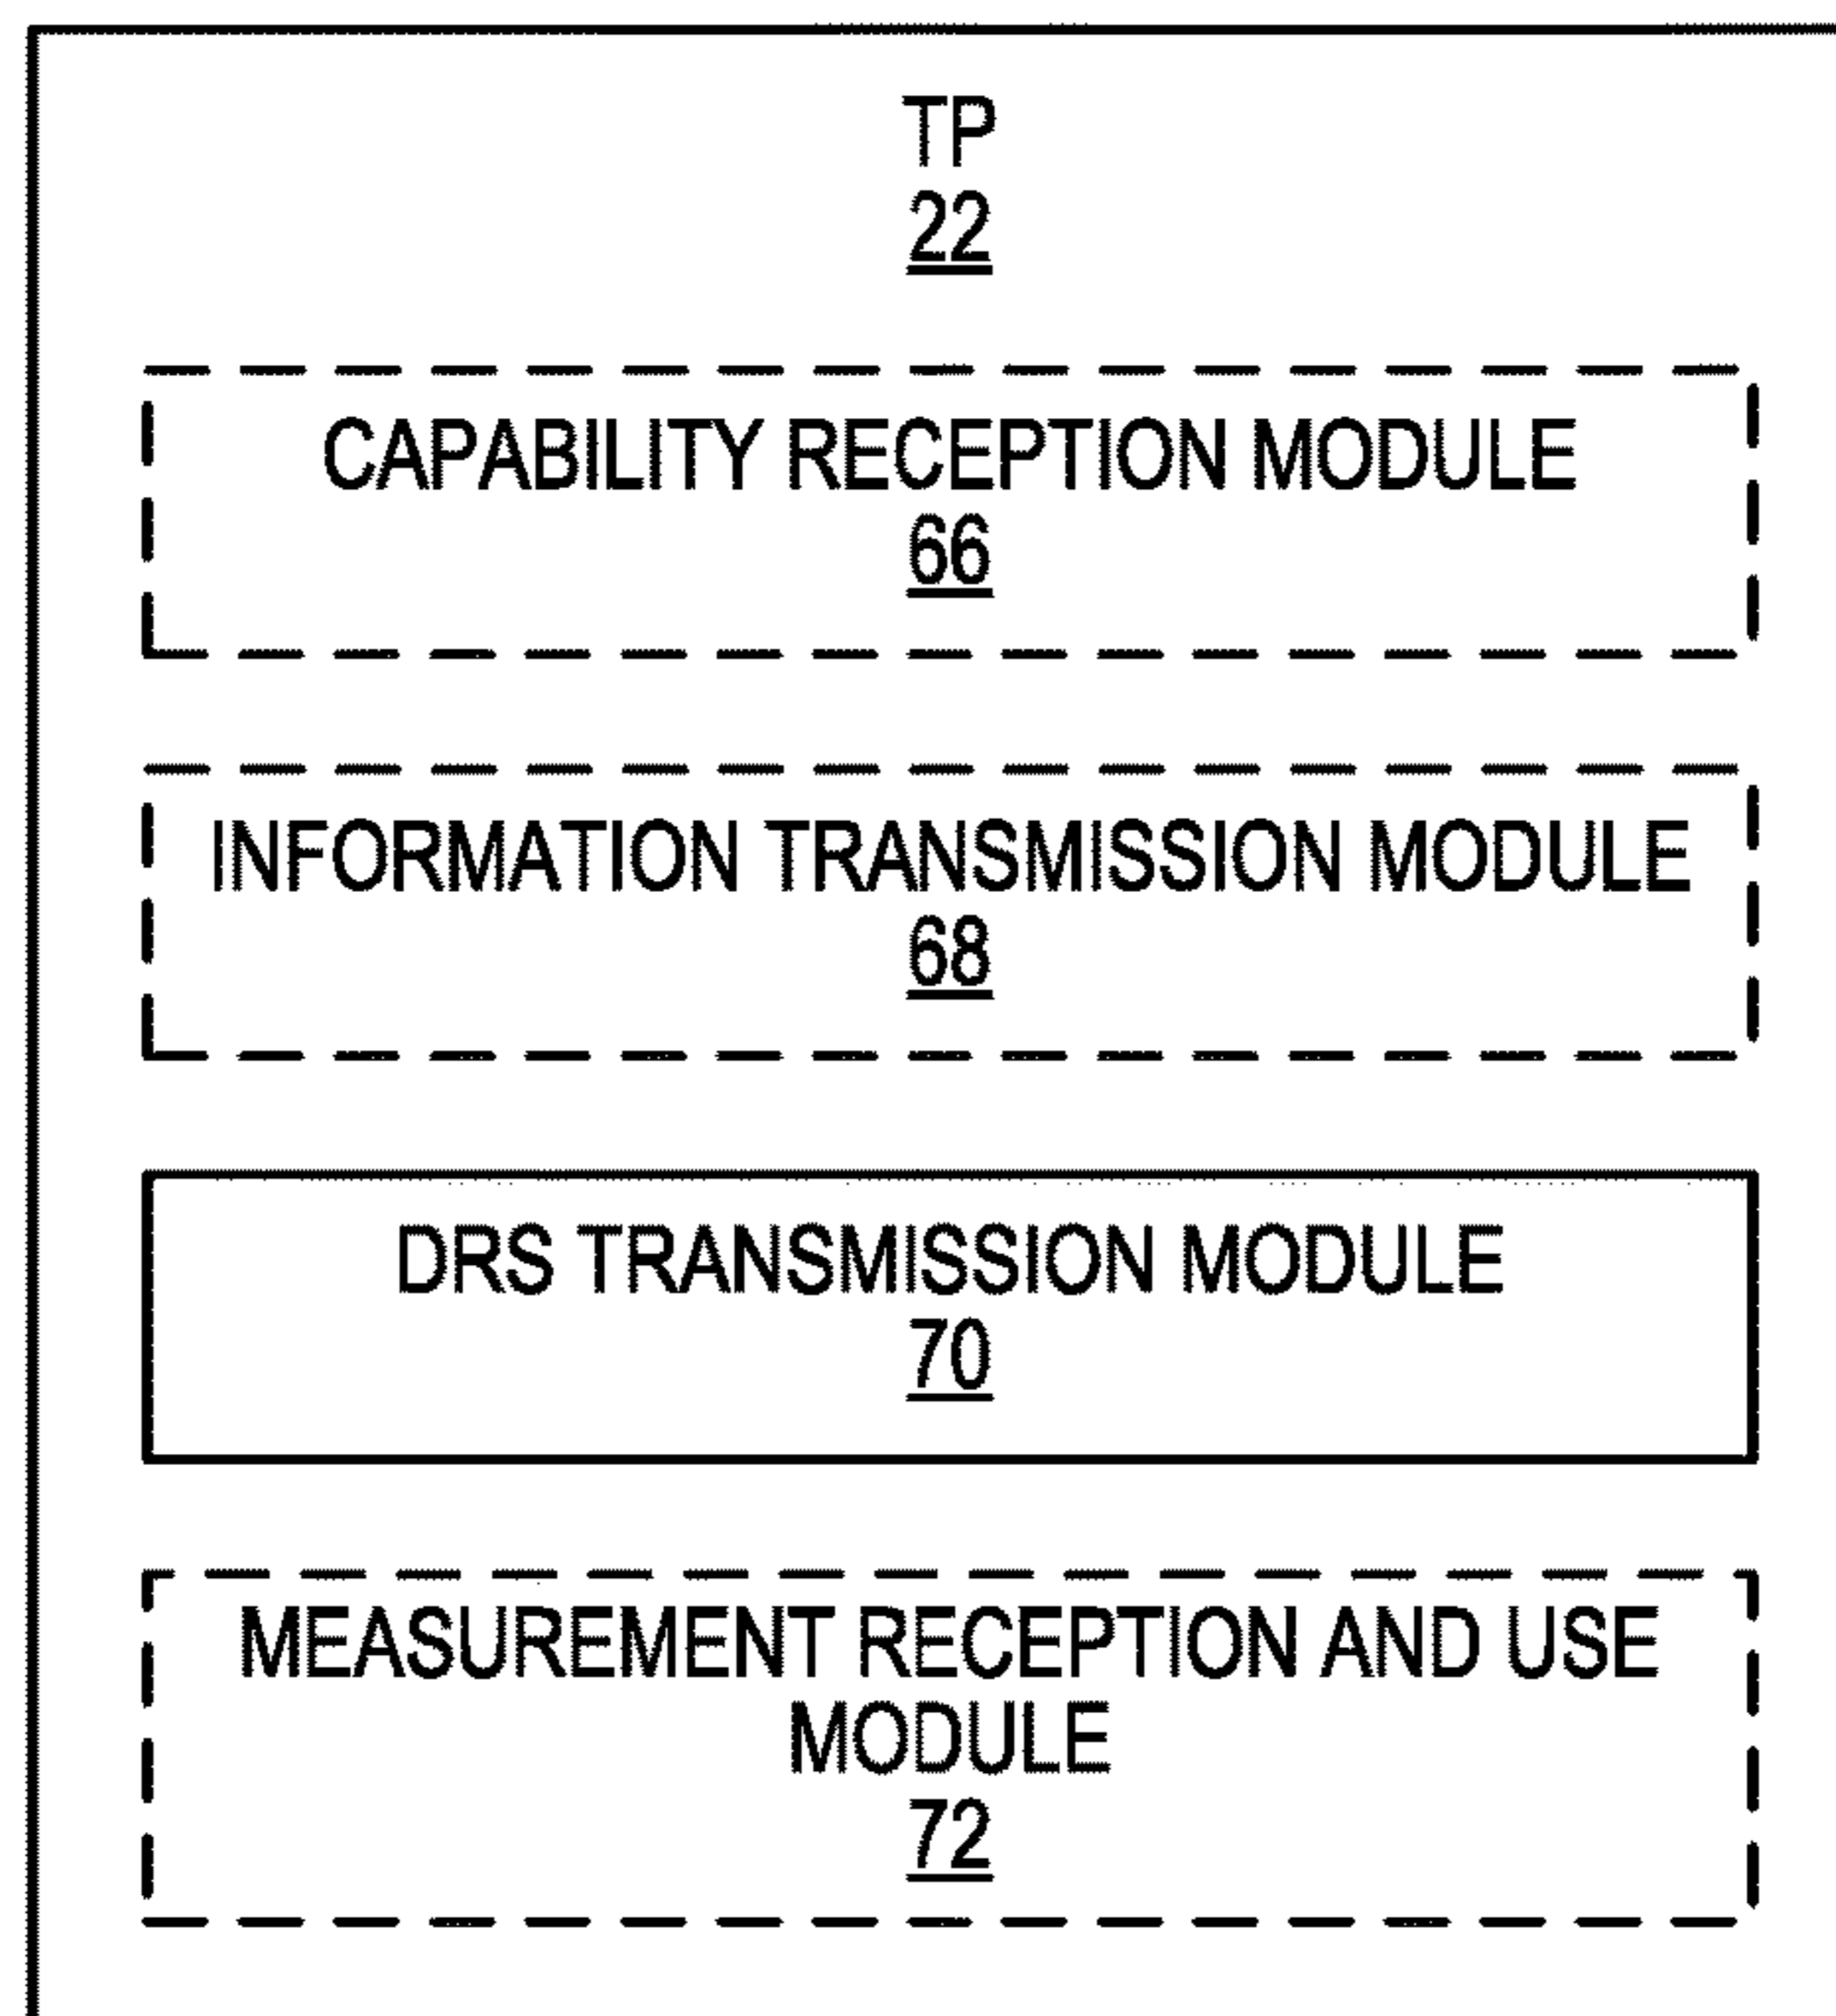 TP
22
CAPABILITY RECEPTION MODULE
66
INFORMATION TRANSMISSION MODULE
68
DRS TRANSMISSION MODULE
70
MEASUREMENT RECEPTION AND USE
MODULE
72